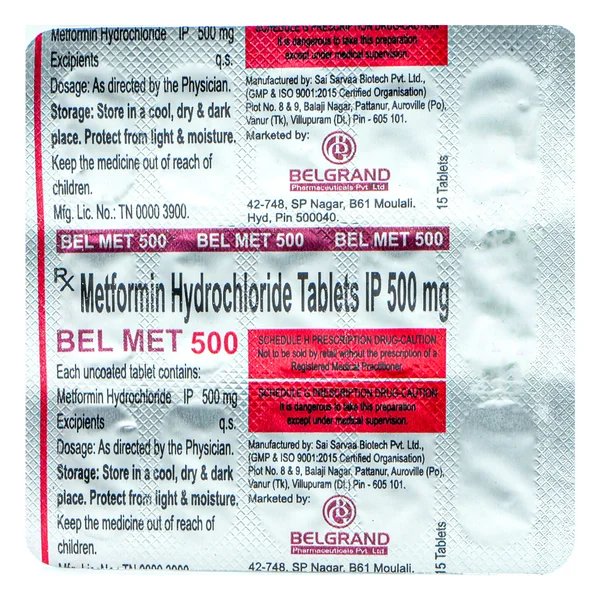 Metformin Hydrochloride IP 500 mg
Excipients q.s.
Dosage: As directed by the Physician.
Storage: Store in a cool, dry & dark
place. Protect from light & moisture.
Keep the medicine out of reach of
children.
Mfg. Lic. No.: TN 0000 3900.
SCHEDULE G PRESCRIPTION DRUG-CAUTION
It is dangerous to take this preparation
except under medical supervision.
Manufactured by: Sai Sarvaa Biotech Pvt. Ltd.,
(GMP & ISO 9001:2015 Certified Organisation)
Plot No. 8 & 9, Balaji Nagar, Pattanur, Auroville (Po),
Vanur (Tk), Villupuram (Dt.) Pin - 605 101.
Marketed by:
BELGRAND
Pharmaceuticals Pvt. Ltd
42-748, SP Nagar, B61 Moulali.
Hyd, Pin 500040.
15 Tablets
BEL MET 500 BEL MET 500 BEL MET 500
Rx Metformin Hydrochloride Tablets IP 500 mg
BEL MET 500
Each uncoated tablet contains:
Metformin Hydrochloride IP 500 mg
Excipients q.s.
Dosage: As directed by the Physician.
Storage: Store in a cool, dry & dark
place. Protect from light & moisture.
Keep the medicine out of reach of
children.
Mfg. Lic. No.: TN 0000 3900.
SCHEDULE H PRESCRIPTION DRUG-CAUTION
Not to be sold by retail without the prescription of a
Registered Medical Practitioner.
SCHEDULE G PRESCRIPTION DRUG-CAUTION
It is dangerous to take this preparation
except under medical supervision.
Manufactured by: Sai Sarvaa Biotech Pvt. Ltd.,
(GMP & ISO 9001:2015 Certified Organisation)
Plot No. 8 & 9, Balaji Nagar, Pattanur, Auroville (Po),
Vanur (Tk), Villupuram (Dt.) Pin - 605 101.
Marketed by:
BELGRAND
Pharmaceuticals Pvt. Ltd
42-748, SP Nagar, B61 Moulali.
15 Tablets